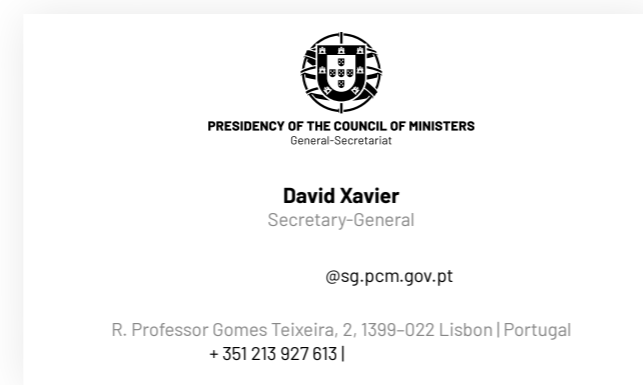 PRESIDENCY OF THE COUNCIL OF MINISTERS
General-Secretariat
David Xavier
Secretary-General
@sg.pcm.gov.pt
R. Professor Gomes Teixeira, 2, 1399-022 Lisbon | Portugal
+ 351 213 927 613 |